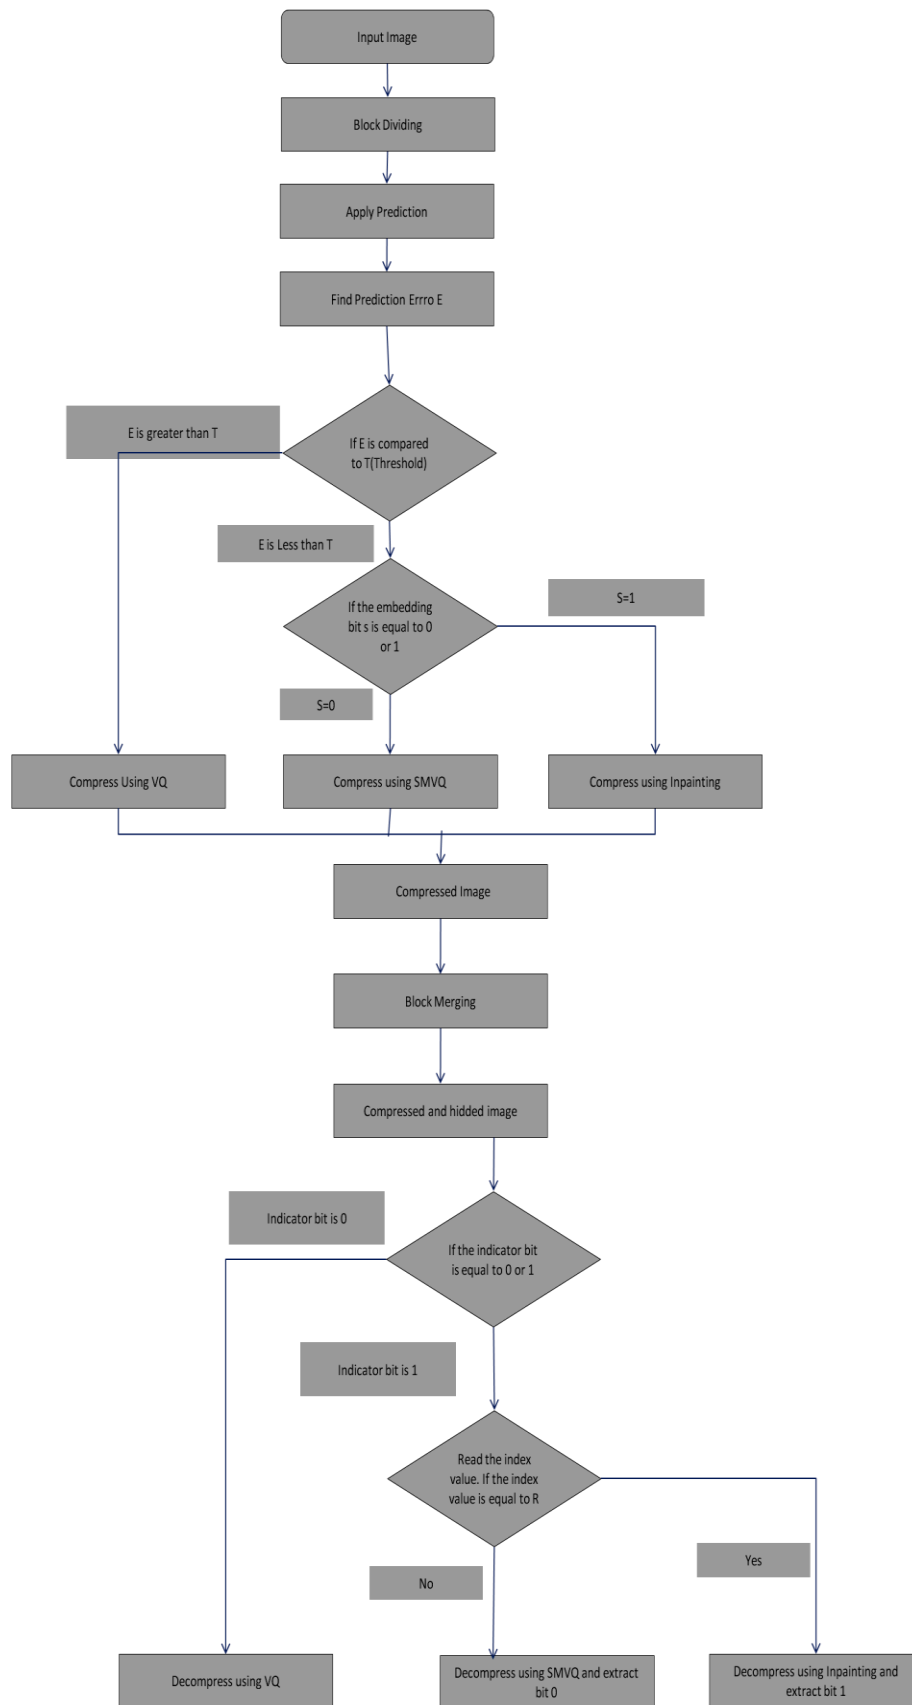 Input Image
Block Dividing
Apply Prediction
Find Prediction Errro E
E is greater than T
If E is compared
to T(Threshold)
E is Less than T
If the embedding
bit s is equal to 0
or 1
S=1
S=0
Compress Using VQ
Compress using SMVQ
Compress using Inpainting
Compressed Image
Block Merging
Compressed and hidded image
Indicator bit is 0
If the indicator bit
is equal to 0 or 1
Indicator bit is 1
Read the index
value. If the index
value is equal to R
Yes
No
Decompress using VQ
Decompress using SMVQ and extract
bit 0
Decompress using Inpainting and
extract bit 1